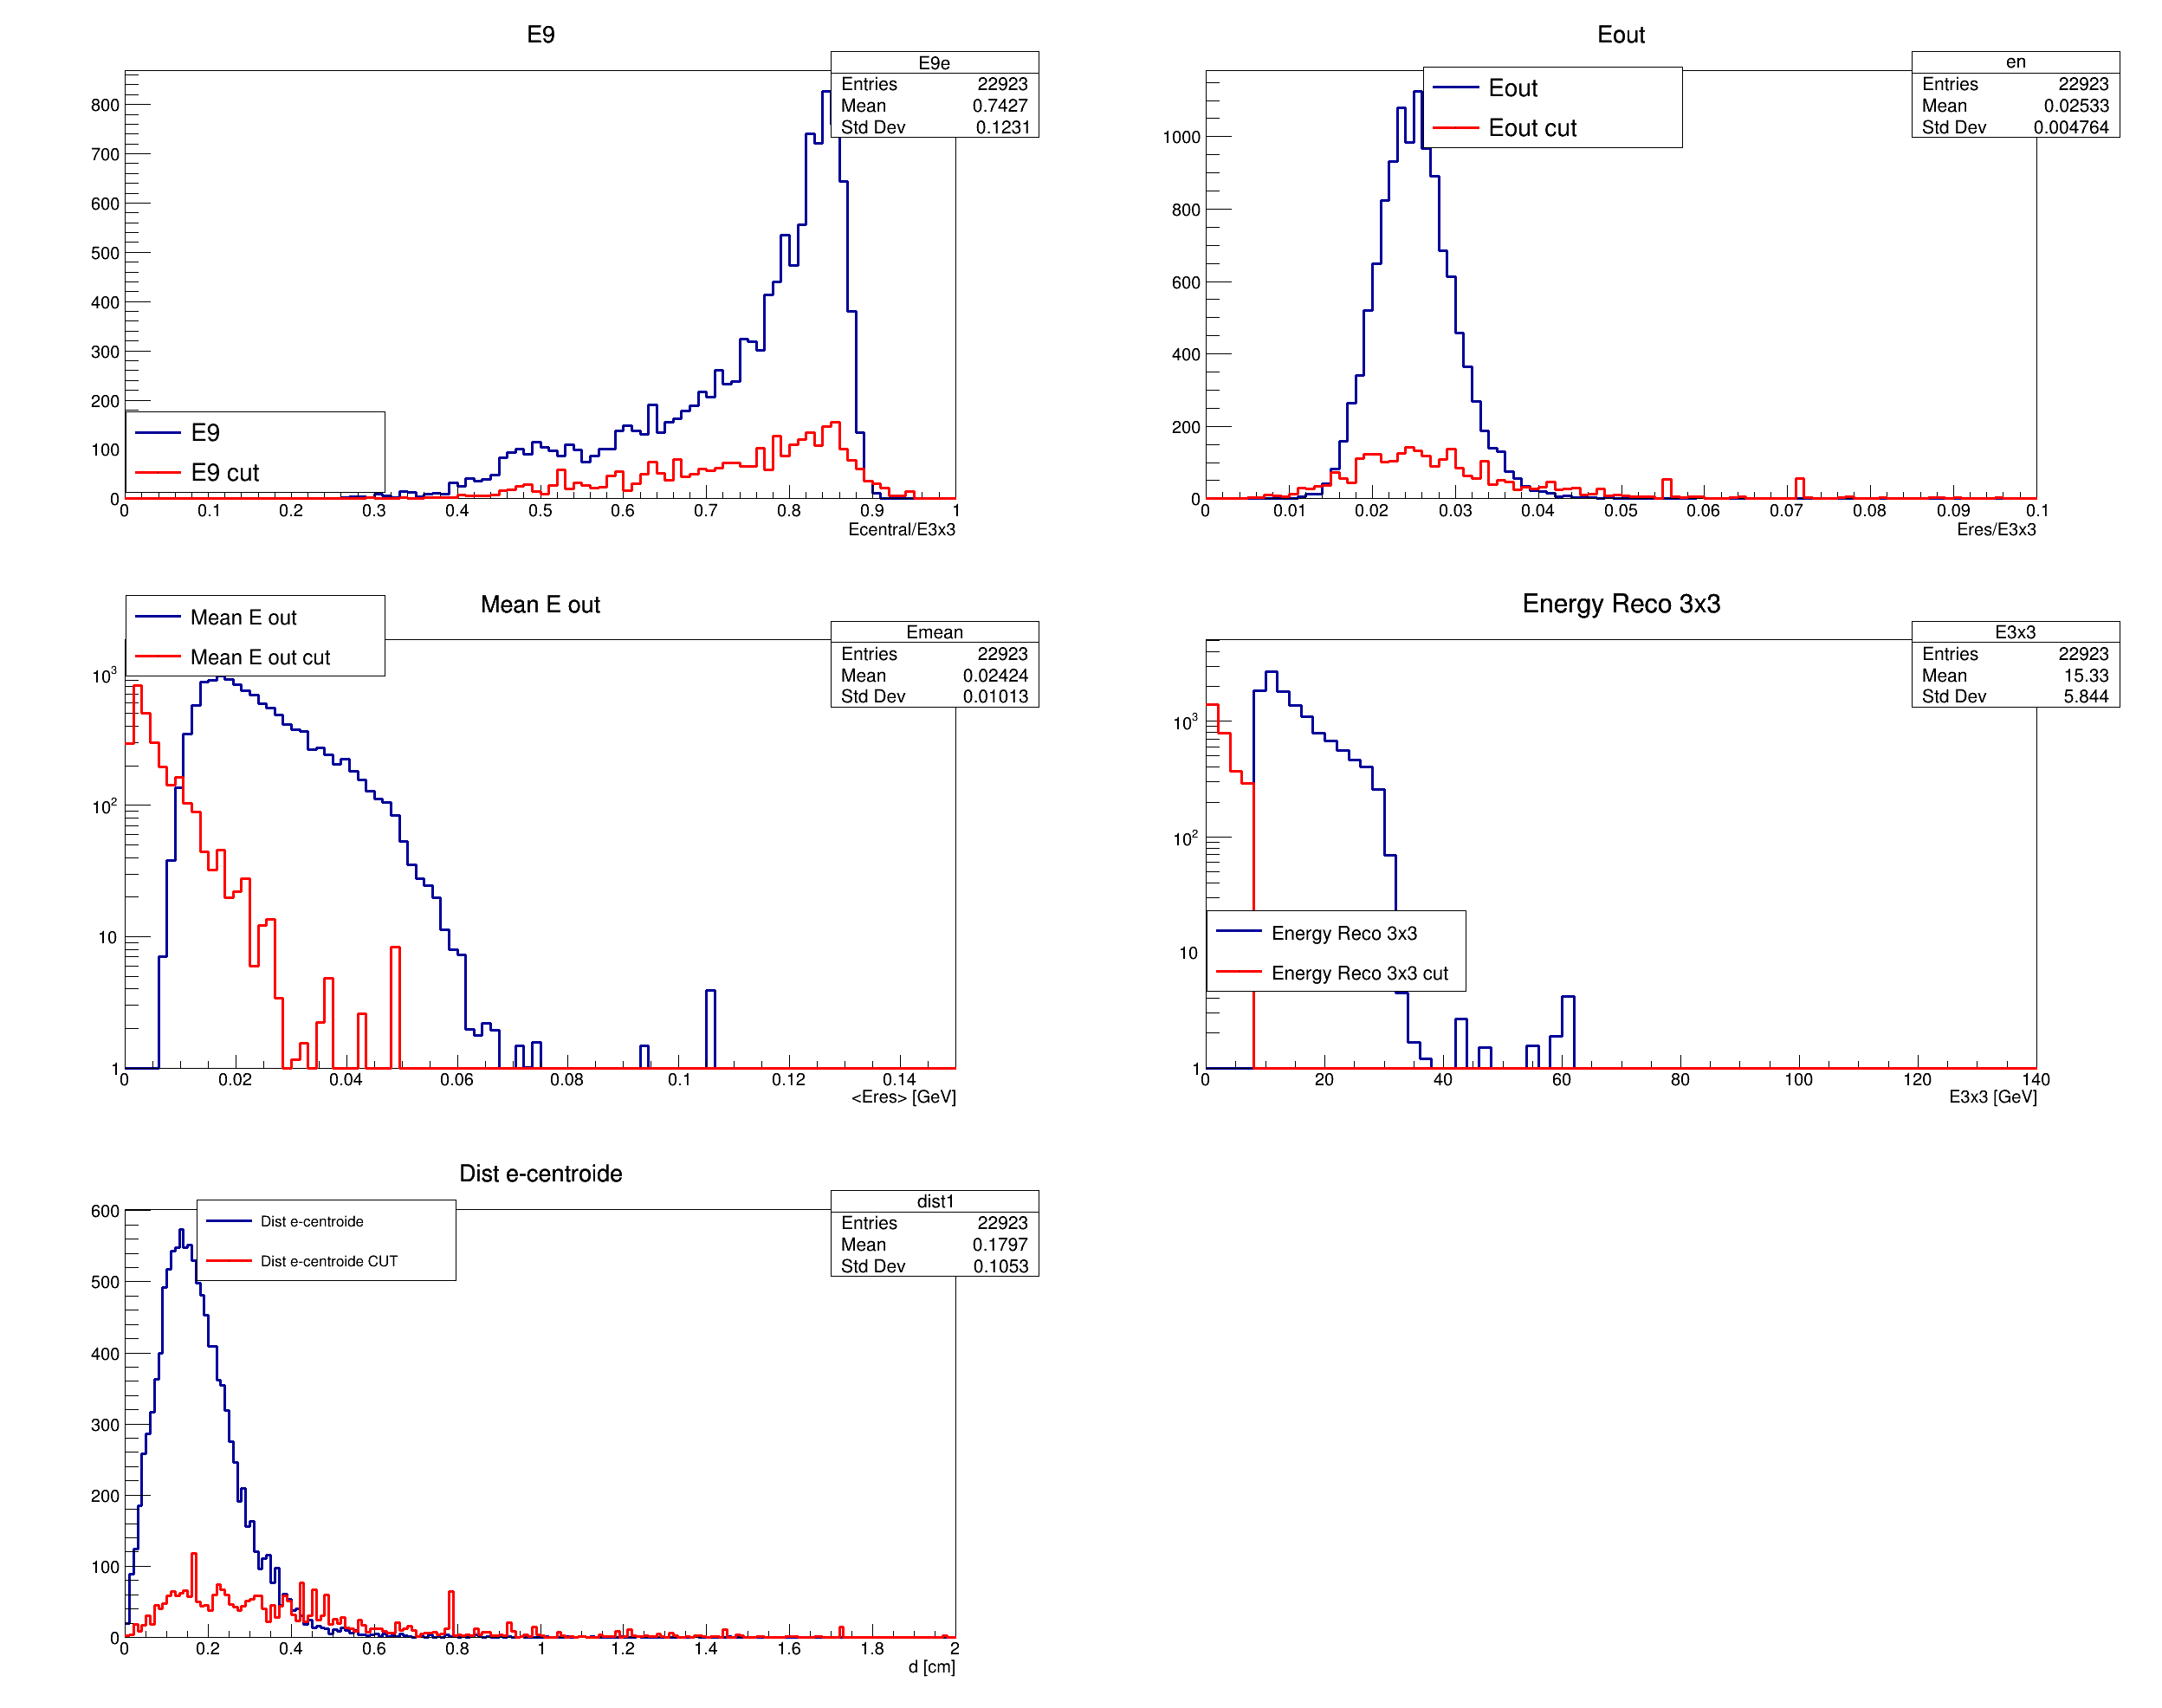 E9
E9e
Entries 22923
Mean 0.7427
Std Dev 0.1231
800
700
600
500
400
300
200
100
0
E9
E9 cut
0 0.1 0.2 0.3 0.4 0.5 0.6 0.7 0.8 0.9 1
Ecentral/E3x3
Eout
en
Entries 22923
Mean 0.02533
Std Dev 0.004764
Eout
Eout cut
1000
800
600
400
200
0
0 0.01 0.02 0.03 0.04 0.05 0.06 0.07 0.08 0.09 0.1
Eres/E3x3
Mean E out
Mean E out
Mean E out cut
Emean
Entries 22923
Mean 0.02424
Std Dev 0.01013
10³
10²
10
1
0 0.02 0.04 0.06 0.08 0.1 0.12 0.14
<Eres> [GeV]
Energy Reco 3x3
E3x3
Entries 22923
Mean 15.33
Std Dev 5.844
10³
10²
10
1
Energy Reco 3x3
Energy Reco 3x3 cut
0 20 40 60 80 100 120 140
E3x3 [GeV]
Dist e-centroide
Dist e-centroide
Dist e-centroide CUT
dist1
Entries 22923
Mean 0.1797
Std Dev 0.1053
600
500
400
300
200
100
0
0 0.2 0.4 0.6 0.8 1 1.2 1.4 1.6 1.8 2
d [cm]